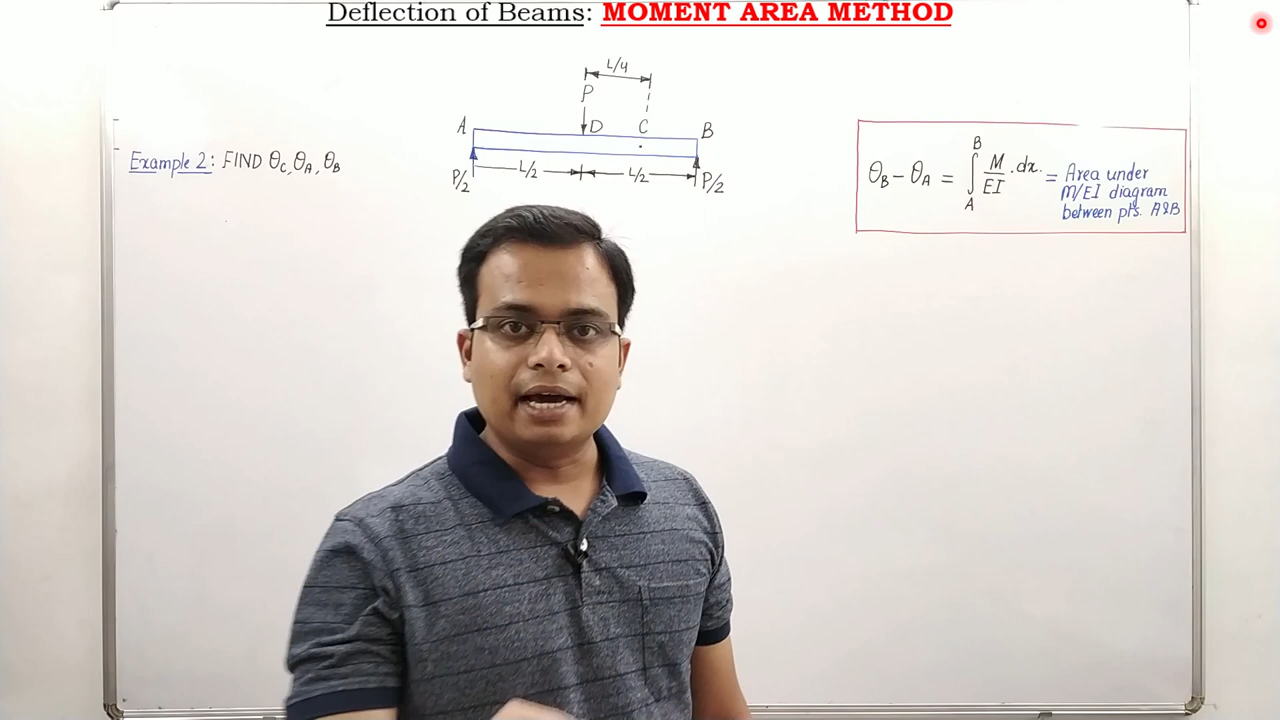 Deflection of Beams: MOMENT AREA METHOD
L/4
P
A
D
C
B
Example 2: FIND θC, θA, θB
P/2
L/2
L/2
P/2
θB – θA = ∫ A B M/EI .dx. = Area under
M/EI diagram
between pts. A&B